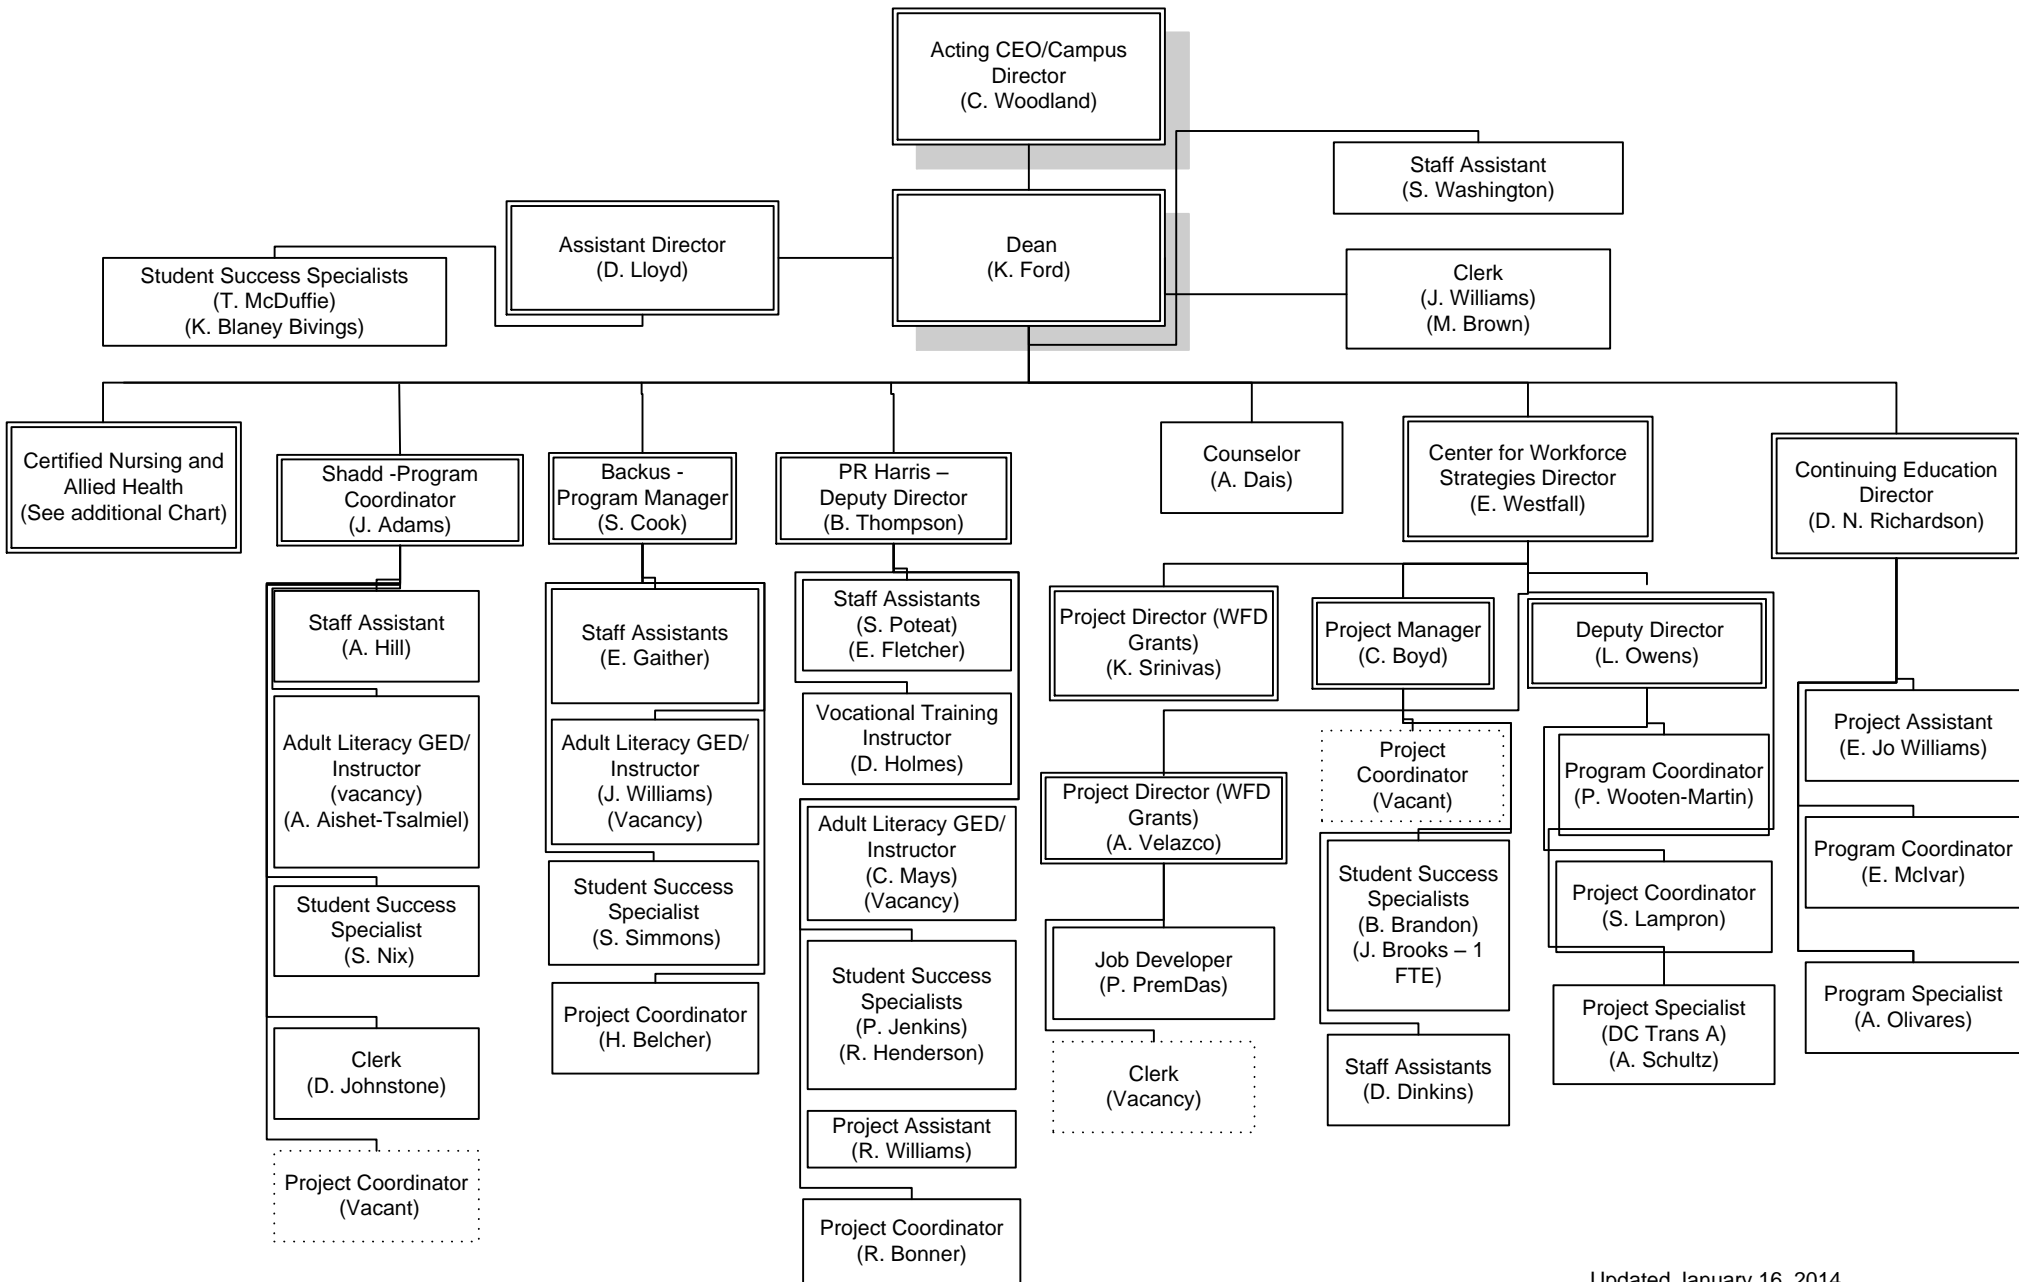 Acting CEO/Campus
Director
(C. Woodland)
Staff Assistant
(S. Washington)
Assistant Director
(D. Lloyd)
Dean
(K. Ford)
Student Success Specialists
(T. McDuffie)
(K. Blaney Bivings)
Clerk
(J. Williams)
(M. Brown)
Certified Nursing and
Allied Health
(See additional Chart)
Shadd -Program
Coordinator
(J. Adams)
Backus -
Program Manager
(S. Cook)
PR Harris –
Deputy Director
(B. Thompson)
Counselor
(A. Dais)
Center for Workforce
Strategies Director
(E. Westfall)
Continuing Education
Director
(D. N. Richardson)
Staff Assistant
(A. Hill)
Adult Literacy GED/
Instructor
(vacancy)
(A. Aishet-Tsalmiel)
Student Success
Specialist
(S. Nix)
Clerk
(D. Johnstone)
Project Coordinator
(Vacant)
Staff Assistants
(E. Gaither)
Adult Literacy GED/
Instructor
(J. Williams)
(Vacancy)
Student Success
Specialist
(S. Simmons)
Project Coordinator
(H. Belcher)
Staff Assistants
(S. Poteat)
(E. Fletcher)
Vocational Training
Instructor
(D. Holmes)
Adult Literacy GED/
Instructor
(C. Mays)
(Vacancy)
Student Success
Specialists
(P. Jenkins)
(R. Henderson)
Project Assistant
(R. Williams)
Project Coordinator
(R. Bonner)
Project Director (WFD
Grants)
(K. Srinivas)
Project Director (WFD
Grants)
(A. Velazco)
Job Developer
(P. PremDas)
Clerk
(Vacancy)
Project Manager
(C. Boyd)
Project
Coordinator
(Vacant)
Student Success
Specialists
(B. Brandon)
(J. Brooks – 1
FTE)
Staff Assistants
(D. Dinkins)
Deputy Director
(L. Owens)
Program Coordinator
(P. Wooten-Martin)
Project Coordinator
(S. Lampron)
Project Specialist
(DC Trans A)
(A. Schultz)
Project Assistant
(E. Jo Williams)
Program Coordinator
(E. McIvar)
Program Specialist
(A. Olivares)
Updated January 16, 2014